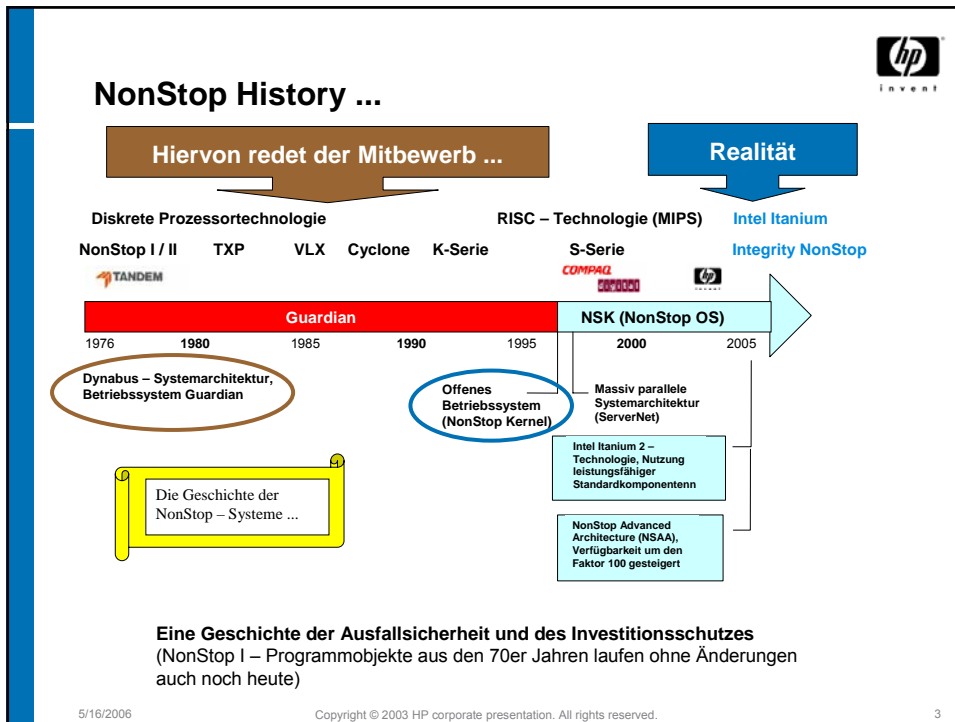 hp
invent
NonStop History ...
Hiervon redet der Mitbewerb ...
Realität
Diskrete Prozessortechnologie
RISC – Technologie (MIPS)
Intel Itanium
NonStop I / II
TXP
VLX
Cyclone
K-Serie
S-Serie
Integrity NonStop
TANDEM
COMPAQ
hp
invent
Guardian
NSK (NonStop OS)
1976
1980
1985
1990
1995
2000
2005
Dynabus – Systemarchitektur,
Betriebssystem Guardian
Offenes
Betriebssystem
(NonStop Kernel)
Massiv parallele
Systemarchitektur
(ServerNet)
Intel Itanium 2 –
Technologie, Nutzung
leistungsfähiger
Standardkomponentenn
Die Geschichte der
NonStop – Systeme ...
NonStop Advanced
Architecture (NSAA),
Verfügbarkeit um den
Faktor 100 gesteigert
Eine Geschichte der Ausfallsicherheit und des Investitionsschutzes
(NonStop I – Programmobjekte aus den 70er Jahren laufen ohne Änderungen
auch noch heute)
5/16/2006
Copyright © 2003 HP corporate presentation. All rights reserved.
3